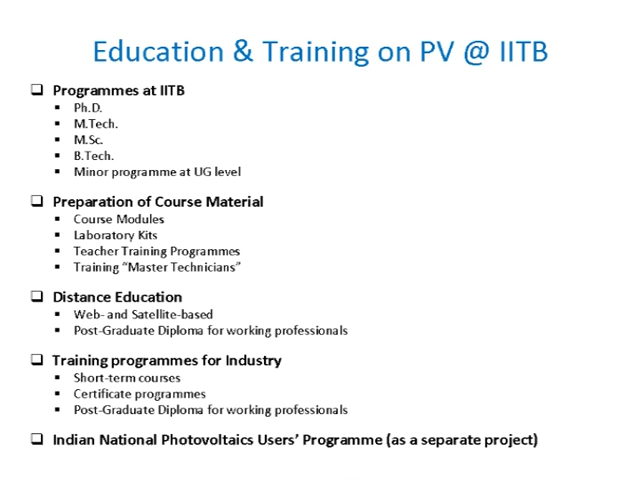 Education & Training on PV @ IITB
❑ Programmes at IITB
▪ Ph.D.
▪ M.Tech.
▪ M.Sc.
▪ B.Tech.
▪ Minor programme at UG level
❑ Preparation of Course Material
▪ Course Modules
▪ Laboratory Kits
▪ Teacher Training Programmes
▪ Training “Master Technicians”
❑ Distance Education
▪ Web- and Satellite-based
▪ Post-Graduate Diploma for working professionals
❑ Training programmes for Industry
▪ Short-term courses
▪ Certificate programmes
▪ Post-Graduate Diploma for working professionals
❑ Indian National Photovoltaics Users’ Programme (as a separate project)